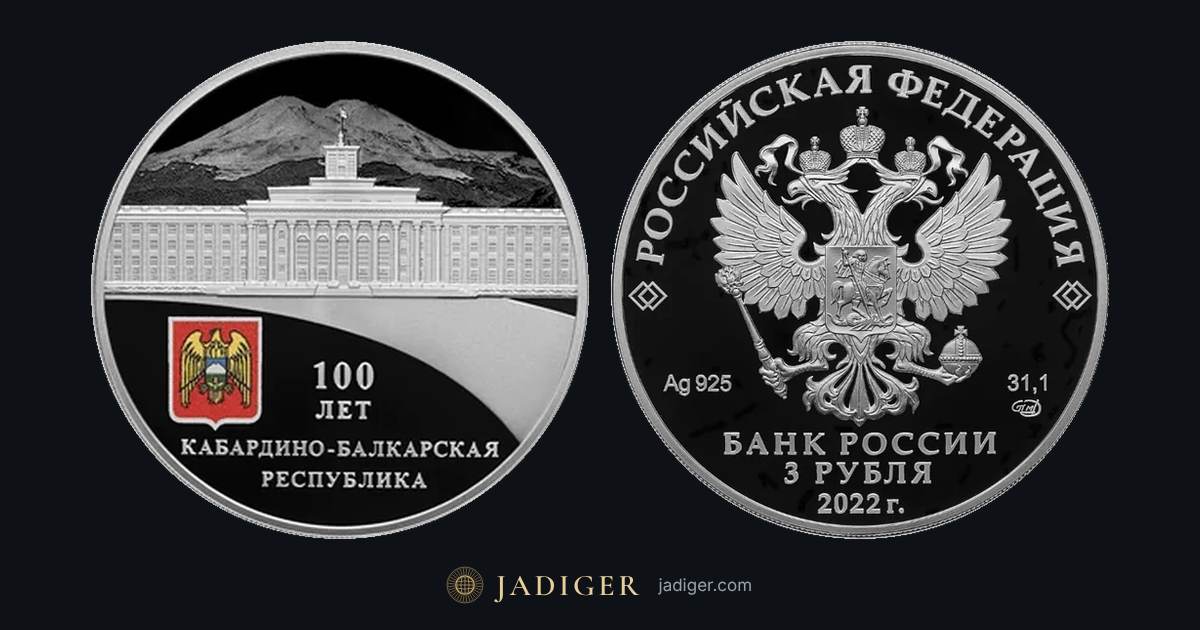 100
ЛЕТ
КАБАРДИНО-БАЛКАРСКАЯ
РЕСПУБЛИКА
РОССИЙСКАЯ ФЕДЕРАЦИЯ
Ag 925
31,1
БАНК РОССИИ
3 РУБЛЯ
2022 г.
JADIGER jadiger.com